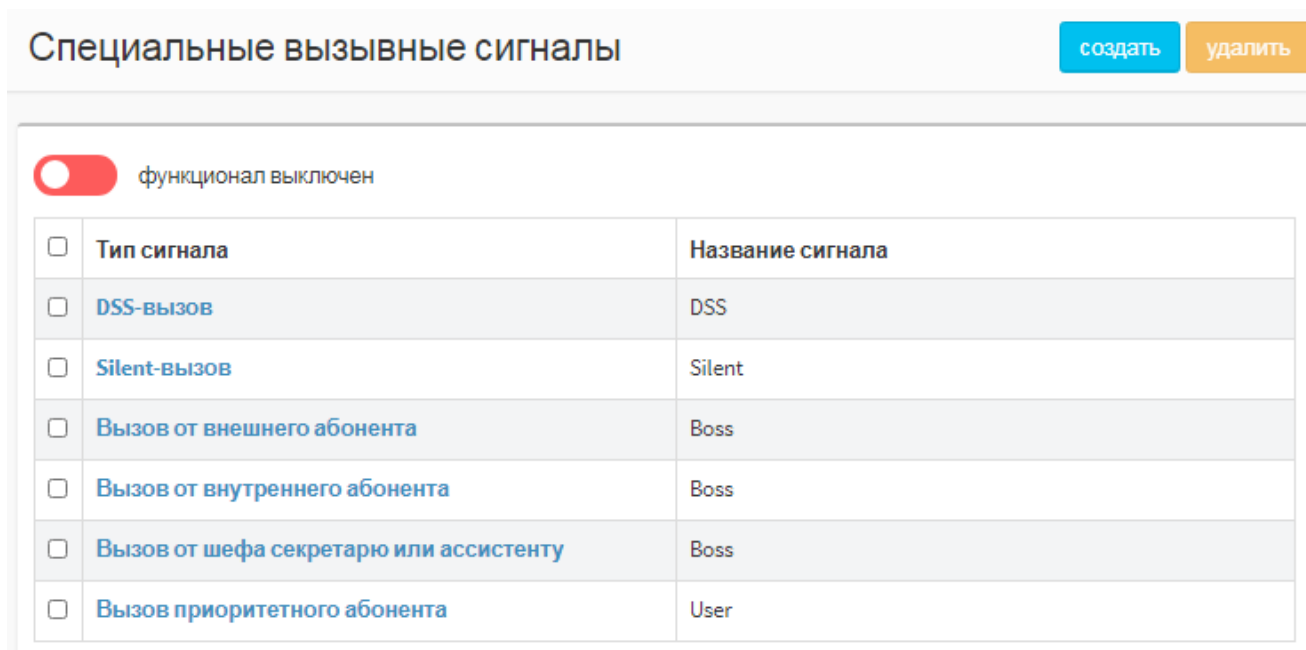 Специальные вызывные сигналы
создать
удалить
функционал выключен
Тип сигнала Название сигнала
DSS-вызов DSS
Silent-вызов Silent
Вызов от внешнего абонента Boss
Вызов от внутреннего абонента Boss
Вызов от шефа секретарю или ассистенту Boss
Вызов приоритетного абонента User